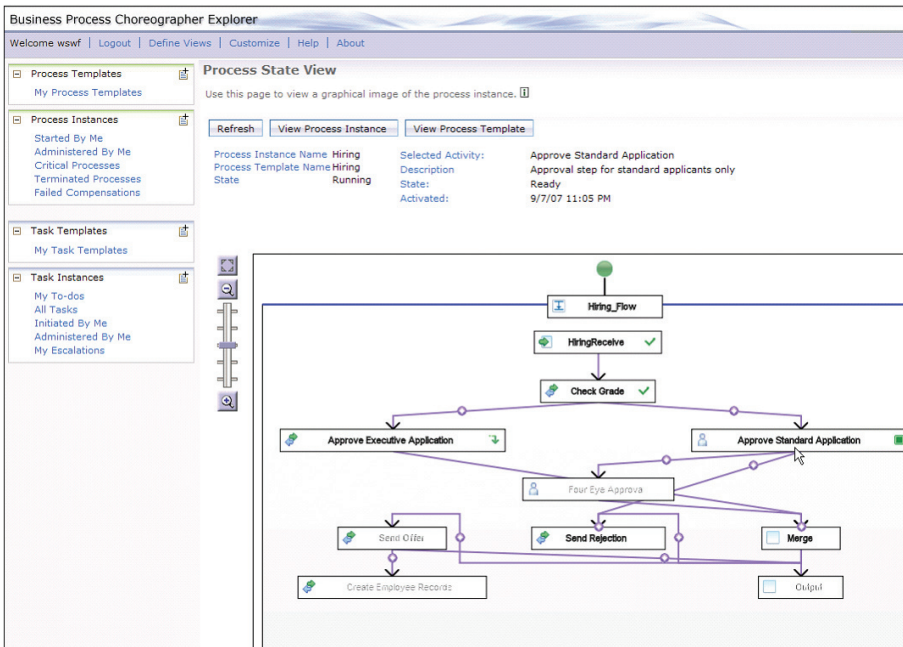 Business Process Choreographer Explorer
Welcome wswf | Logout | Define Views | Customize | Help | About
Process Templates
My Process Templates
Process Instances
Started By Me
Administered By Me
Critical Processes
Terminated Processes
Failed Compensations
Task Templates
My Task Templates
Task Instances
My To-dos
All Tasks
Initiated By Me
Administered By Me
My Escalations
Process State View
Use this page to view a graphical image of the process instance.
Refresh View Process Instance View Process Template
Process Instance Name Hiring
Process Template Name Hiring
State Running
Selected Activity: Approve Standard Application
Description Approval step for standard applicants only
State: Ready
Activated: 9/7/07 11:05 PM
Hiring_Flow
HiringReceive
Check Grade
Approve Executive Application
Approve Standard Application
Four Eye Approva
Send Offer
Send Rejection
Merge
Create Employee Records
Output